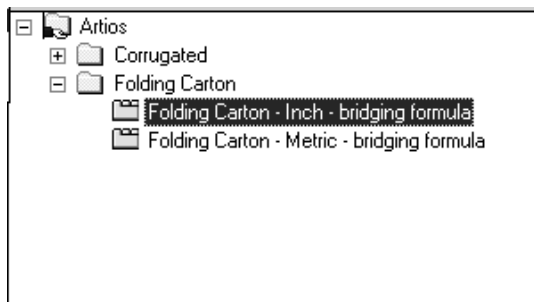 Artios
Corrugated
Folding Carton
Folding Carton - Inch - bridging formula
Folding Carton - Metric - bridging formula